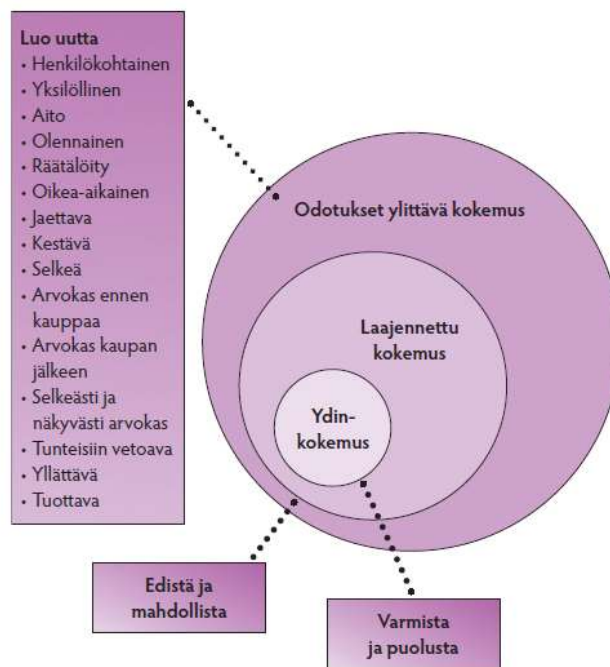 Luo uutta
• Henkilökohtainen
• Yksilöllinen
• Aito
• Olennainen
• Räätälöity
• Oikea-aikainen
• Jaettava
• Kestävä
• Selkeä
• Arvokas ennen
kauppaa
• Arvokas kaupan
jälkeen
• Selkeästi ja
näkyvästi arvokas
• Tunteisiin vetoava
• Yllättävä
• Tuottava
Odotukset ylittävä kokemus
Laajennettu
kokemus
Ydin-
kokemus
Edistä ja
mahdollista
Varmista
ja puolusta